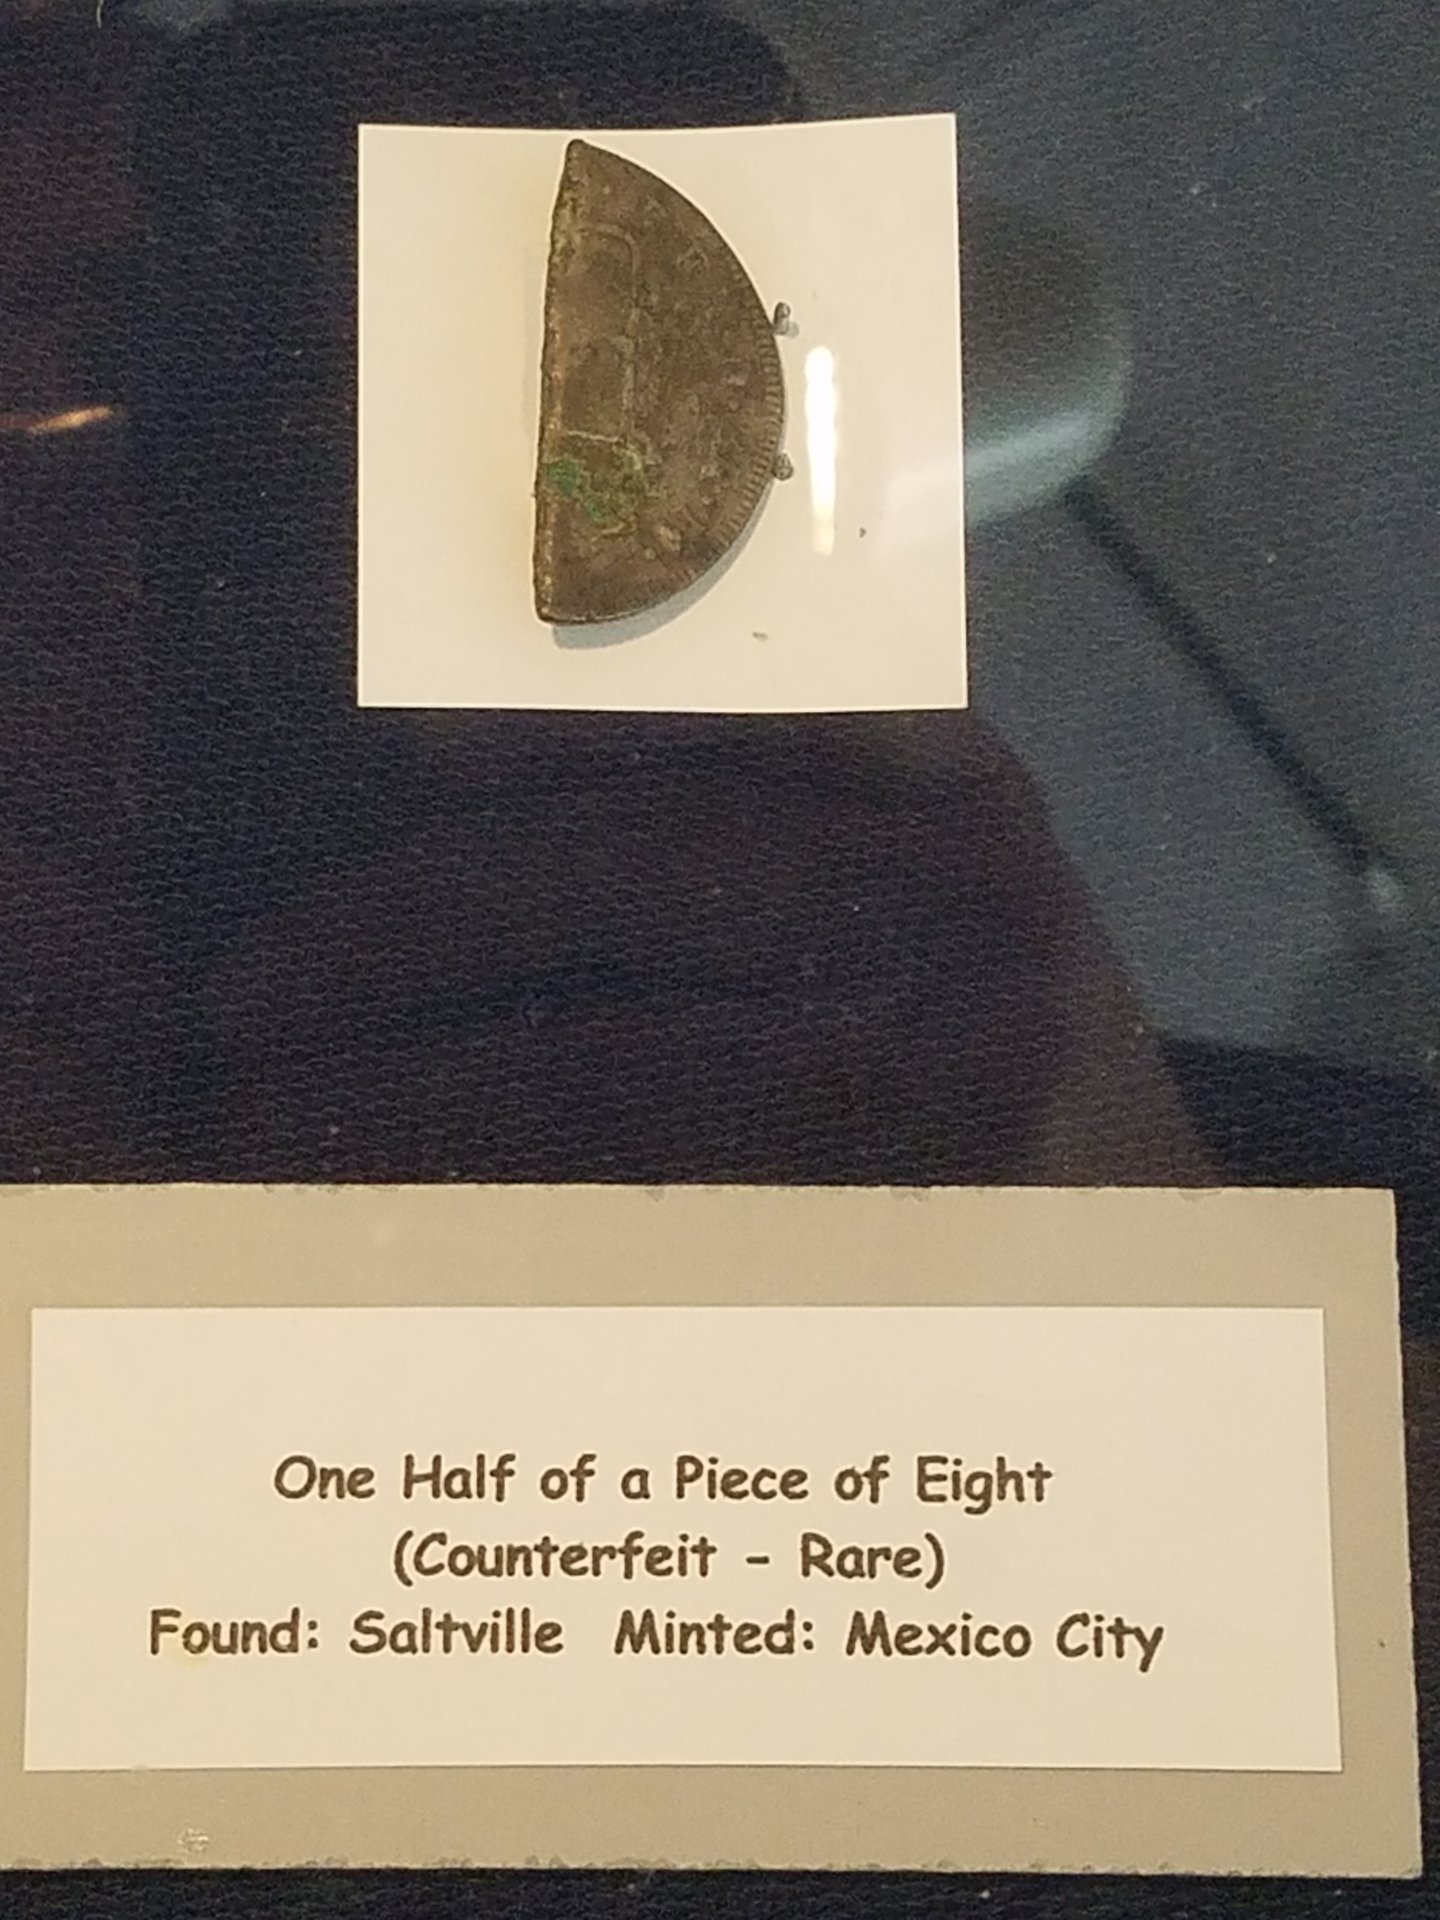 One Half of a Piece of Eight
(Counterfeit - Rare)
Found: Saltville Minted: Mexico City